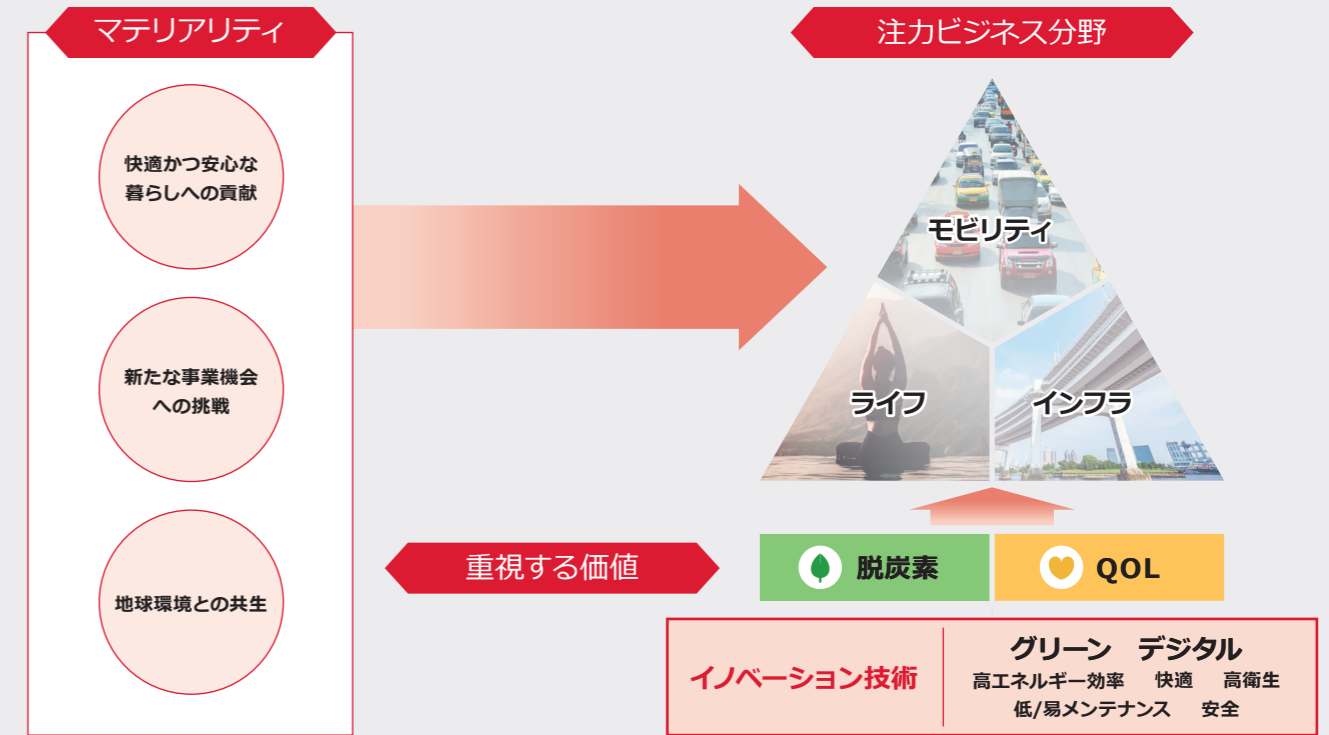 マテリアリティ
快適かつ安心な
暮らしへの貢献
新たな事業機会
への挑戦
地球環境との共生
注力ビジネス分野
モビリティ
ライフ
インフラ
重視する価値
脱炭素
QOL
イノベーション技術
グリーン デジタル
高エネルギー効率 快適 高衛生
低/易メンテナンス 安全